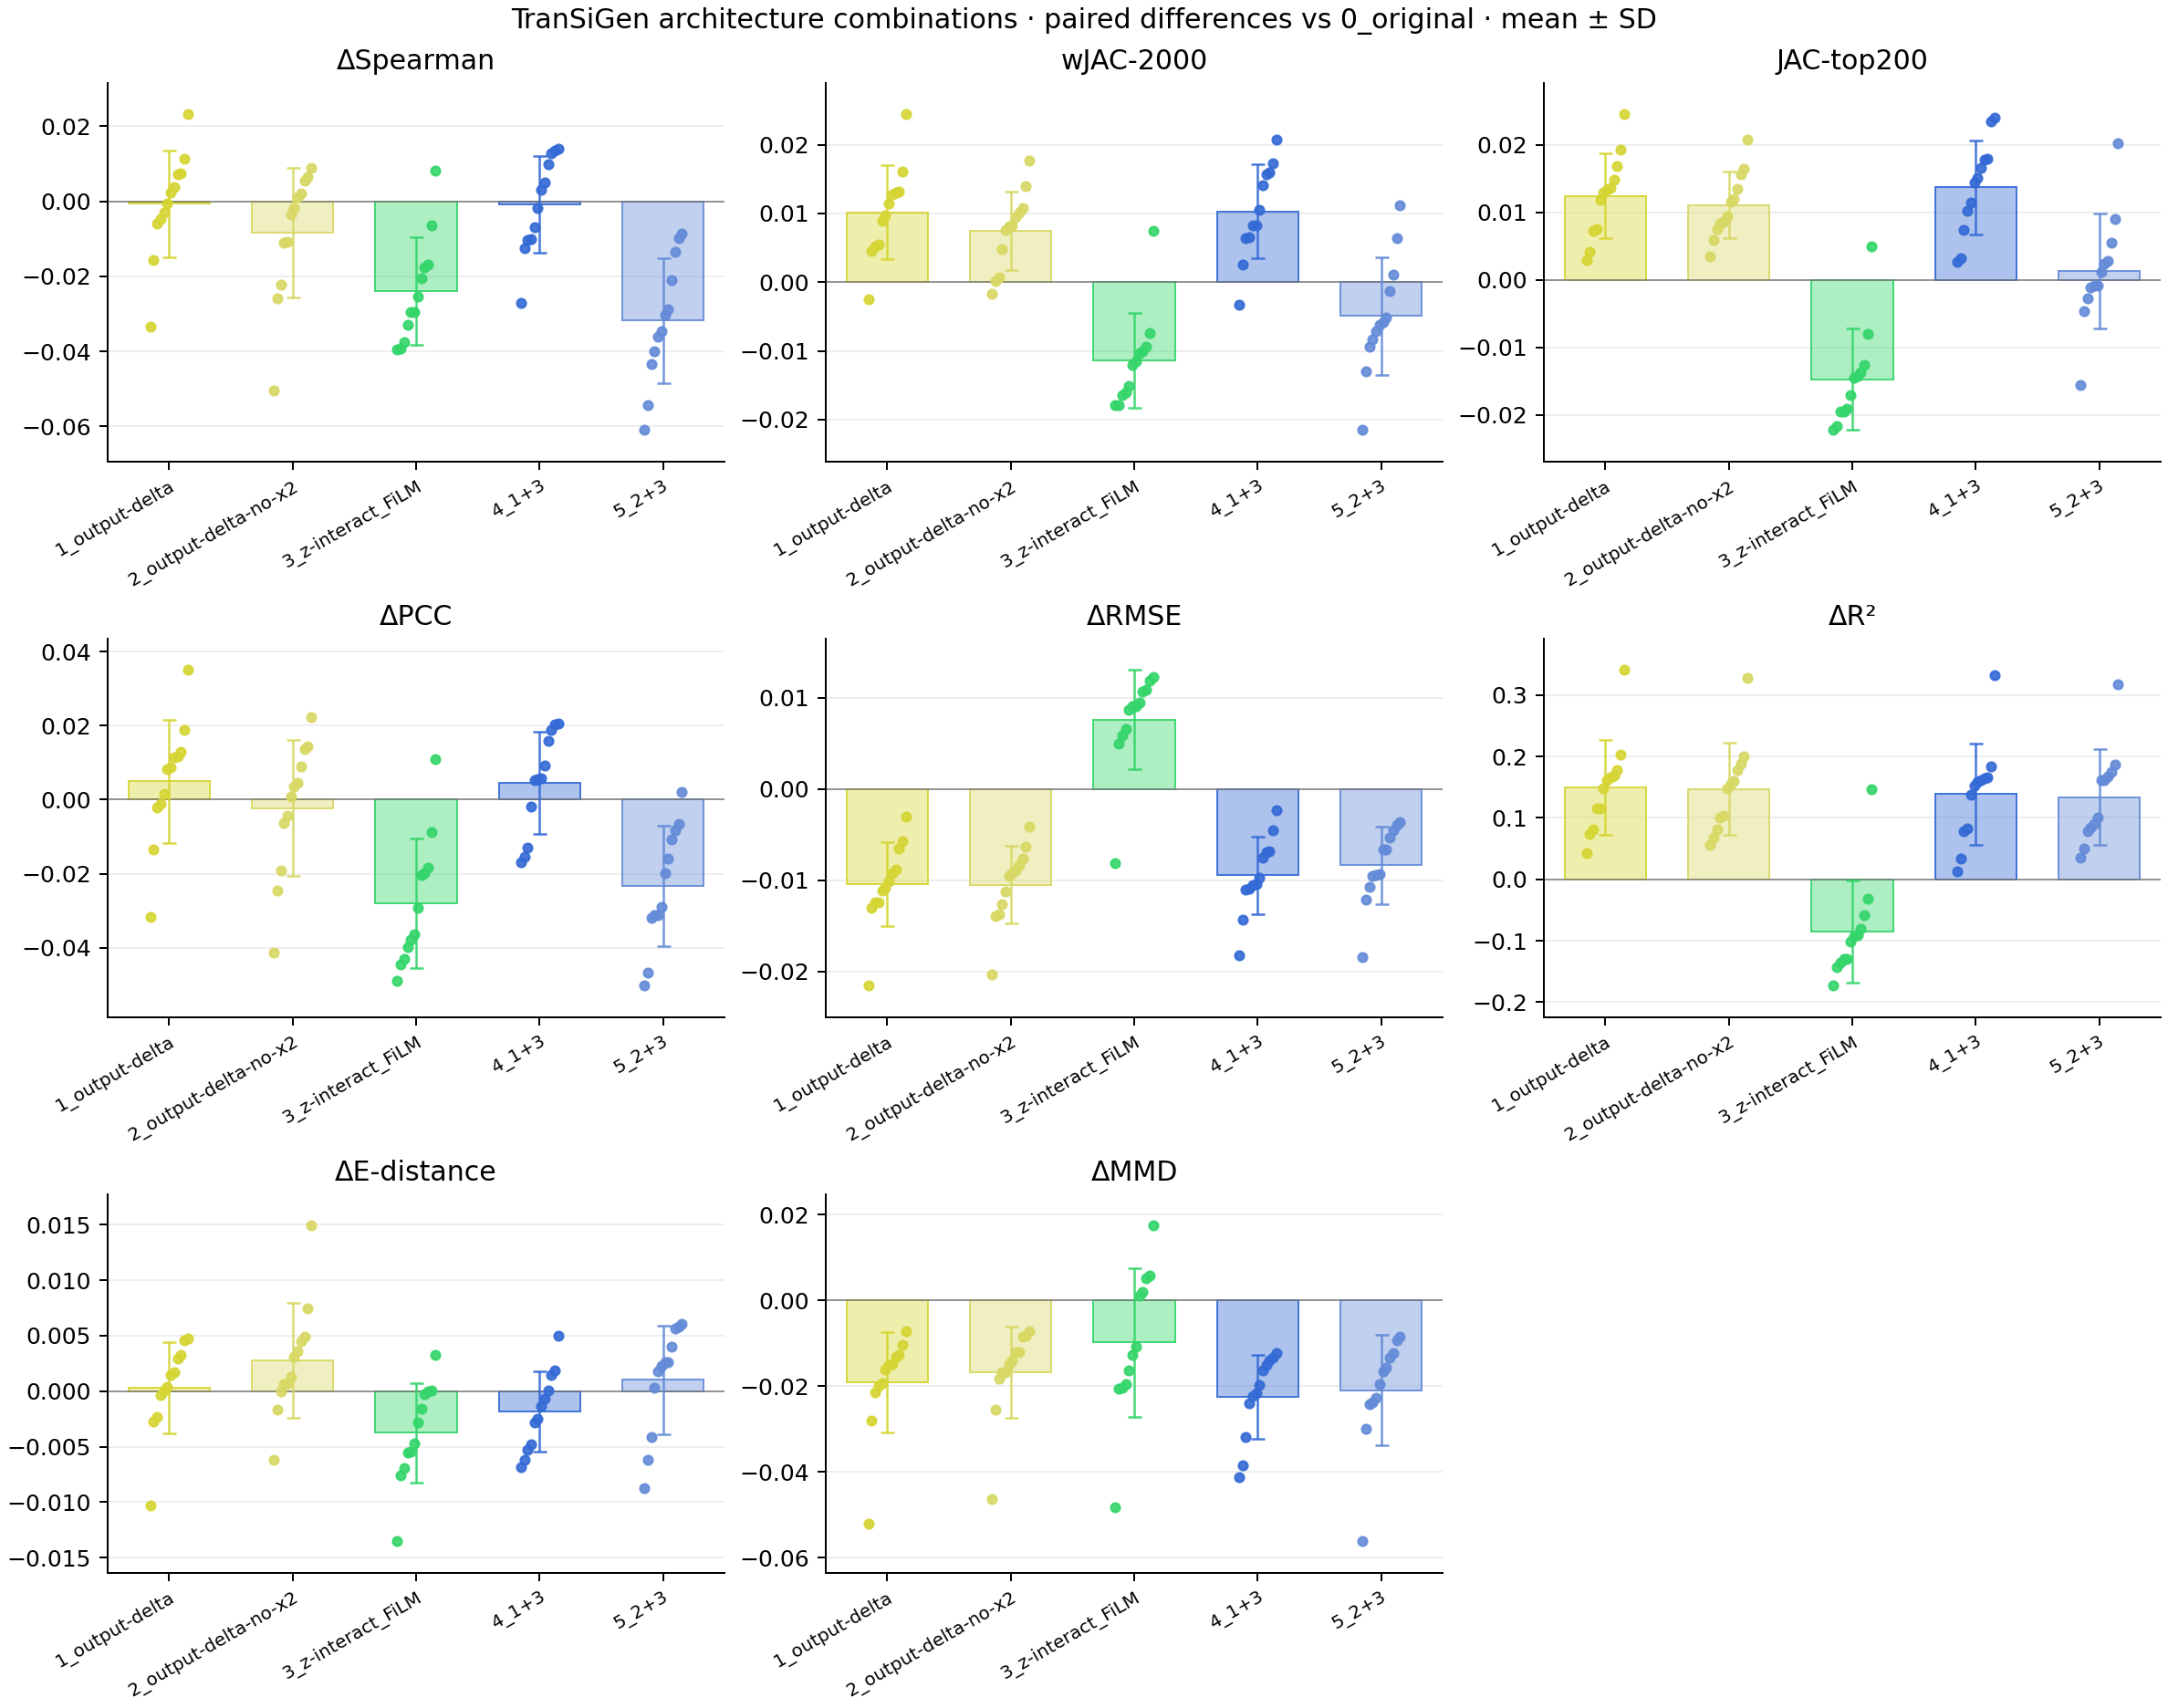 TranSiGen architecture combinations · paired differences vs 0_original · mean ± SD
ΔSpearman
0.02
0.00
−0.02
−0.04
−0.06
1_output-delta
2_output-delta-no-x2
3_z-interact_FiLM
4_1+3
5_2+3
wJAC-2000
0.02
0.01
0.00
−0.01
−0.02
1_output-delta
2_output-delta-no-x2
3_z-interact_FiLM
4_1+3
5_2+3
JAC-top200
0.02
0.01
0.00
−0.01
−0.02
1_output-delta
2_output-delta-no-x2
3_z-interact_FiLM
4_1+3
5_2+3
ΔPCC
0.04
0.02
0.00
−0.02
−0.04
1_output-delta
2_output-delta-no-x2
3_z-interact_FiLM
4_1+3
5_2+3
ΔRMSE
0.01
0.00
−0.01
−0.02
1_output-delta
2_output-delta-no-x2
3_z-interact_FiLM
4_1+3
5_2+3
ΔR²
0.3
0.2
0.1
0.0
−0.1
−0.2
1_output-delta
2_output-delta-no-x2
3_z-interact_FiLM
4_1+3
5_2+3
ΔE-distance
0.015
0.010
0.005
0.000
−0.005
−0.010
−0.015
1_output-delta
2_output-delta-no-x2
3_z-interact_FiLM
4_1+3
5_2+3
ΔMMD
0.02
0.00
−0.02
−0.04
−0.06
1_output-delta
2_output-delta-no-x2
3_z-interact_FiLM
4_1+3
5_2+3